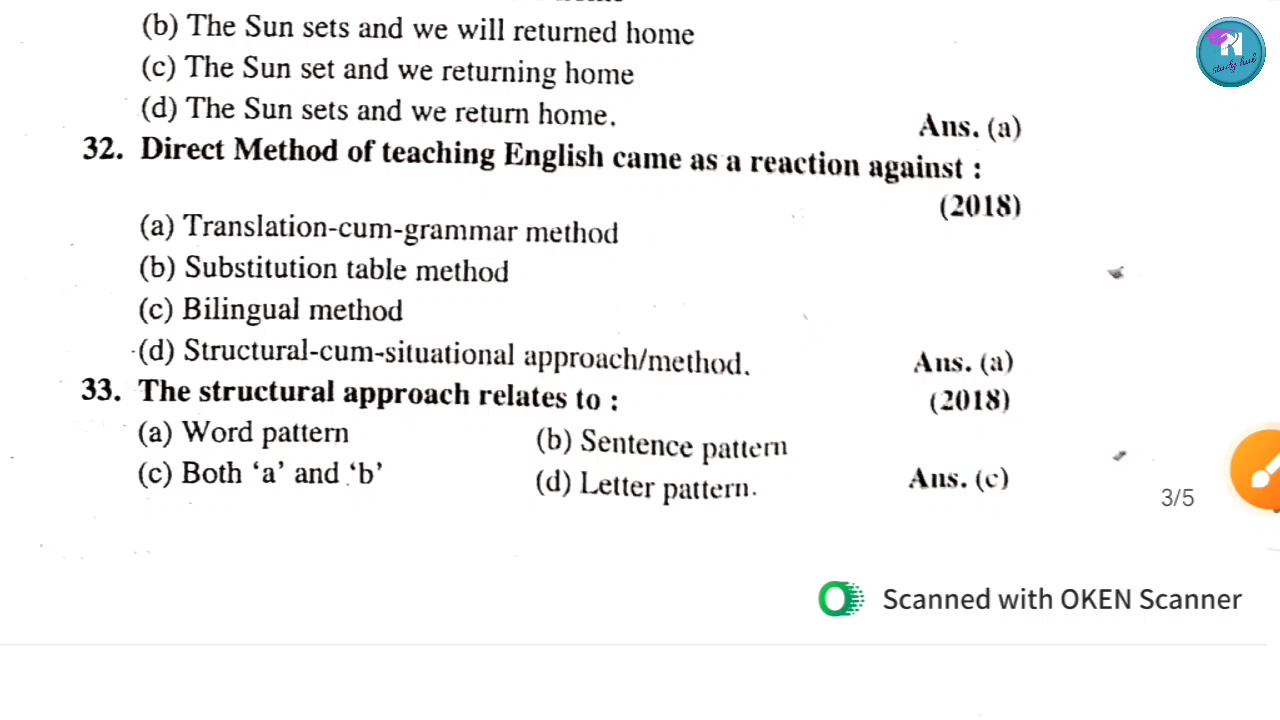 (b) The Sun sets and we will returned home
(c) The Sun set and we returning home
(d) The Sun sets and we return home.
Ans. (a)
32. Direct Method of teaching English came as a reaction against :
(2018)
(a) Translation-cum-grammar method
(b) Substitution table method
(c) Bilingual method
(d) Structural-cum-situational approach/method.
Ans. (a)
33. The structural approach relates to :
(2018)
(a) Word pattern (b) Sentence pattern
(c) Both ‘a’ and ‘b’ (d) Letter pattern.
Ans. (c)
3/5
Scanned with OKEN Scanner
N
study hub